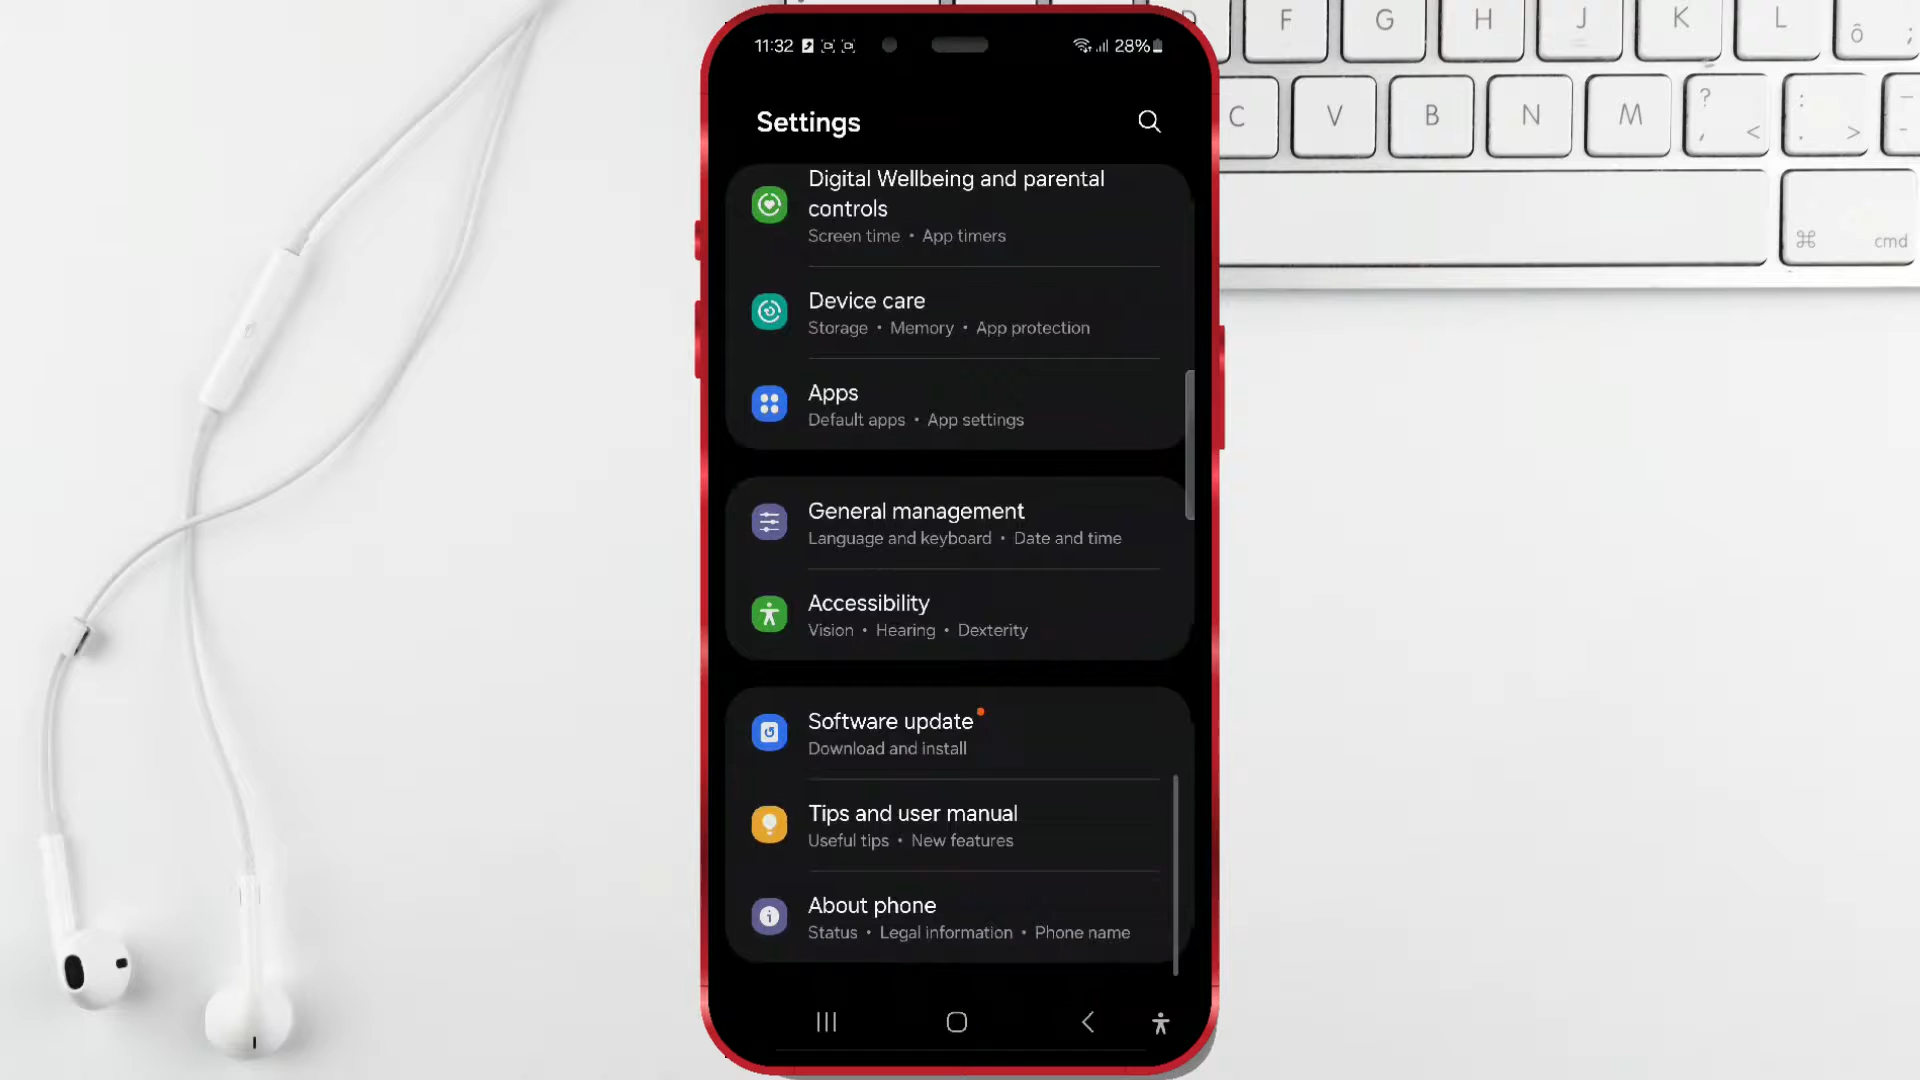 11:32
28%
Settings
Digital Wellbeing and parental
controls
Screen time • App timers
Device care
Storage • Memory • App protection
Apps
Default apps • App settings
General management
Language and keyboard • Date and time
Accessibility
Vision • Hearing • Dexterity
Software update
Download and install
Tips and user manual
Useful tips • New features
About phone
Status • Legal information • Phone name
D F G H J K L Ô ;
C V B N M ? , < : . > -
⌘ cmd